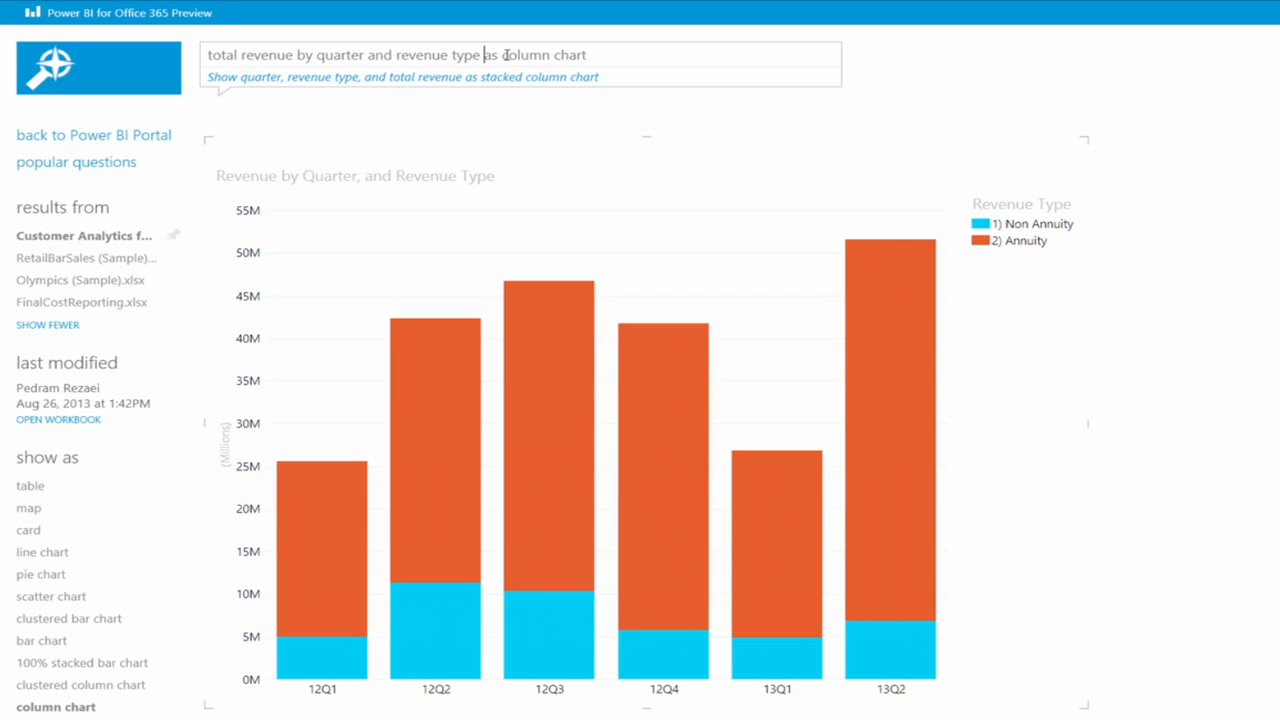 Power BI for Office 365 Preview
total revenue by quarter and revenue type as column chart
Show quarter, revenue type, and total revenue as stacked column chart
back to Power BI Portal
popular questions
results from
Customer Analytics f...
RetailBarSales (Sample)...
Olympics (Sample).xlsx
FinalCostReporting.xlsx
SHOW FEWER
last modified
Pedram Rezaei
Aug 26, 2013 at 1:42PM
OPEN WORKBOOK
show as
table
map
card
line chart
pie chart
scatter chart
clustered bar chart
bar chart
100% stacked bar chart
clustered column chart
column chart
Revenue by Quarter, and Revenue Type
55M
50M
45M
40M
35M
30M
25M
20M
15M
10M
5M
0M
(Millions)
12Q1 12Q2 12Q3 12Q4 13Q1 13Q2
Revenue Type
1) Non Annuity
2) Annuity